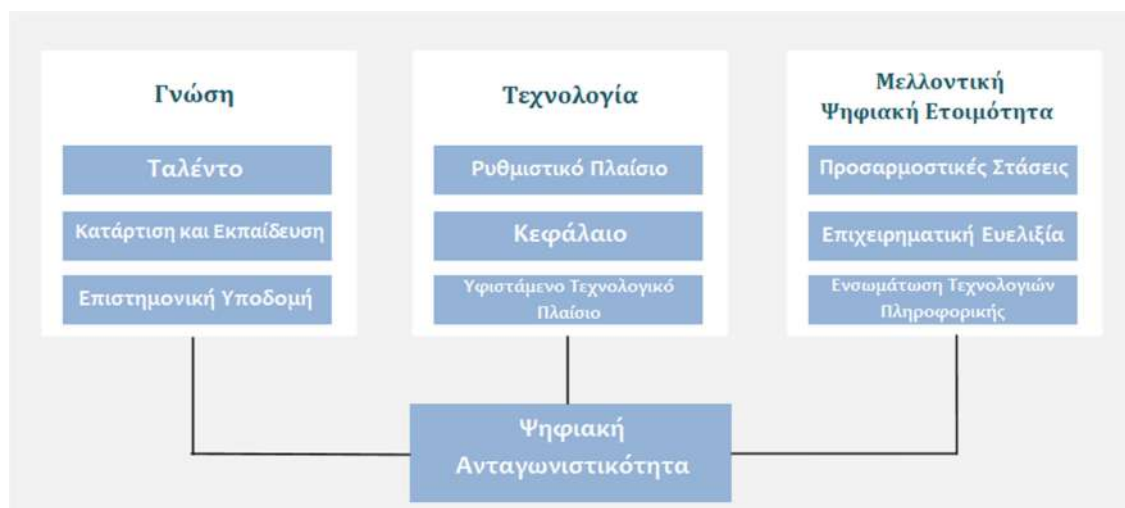 Γνώση
Ταλέντο
Κατάρτιση και Εκπαίδευση
Επιστημονική Υποδομή
Τεχνολογία
Ρυθμιστικό Πλαίσιο
Κεφάλαιο
Υφιστάμενο Τεχνολογικό
Πλαίσιο
Μελλοντική
Ψηφιακή Ετοιμότητα
Προσαρμοστικές Στάσεις
Επιχειρηματική Ευελιξία
Ενσωμάτωση Τεχνολογιών
Πληροφορικής
Ψηφιακή
Ανταγωνιστικότητα